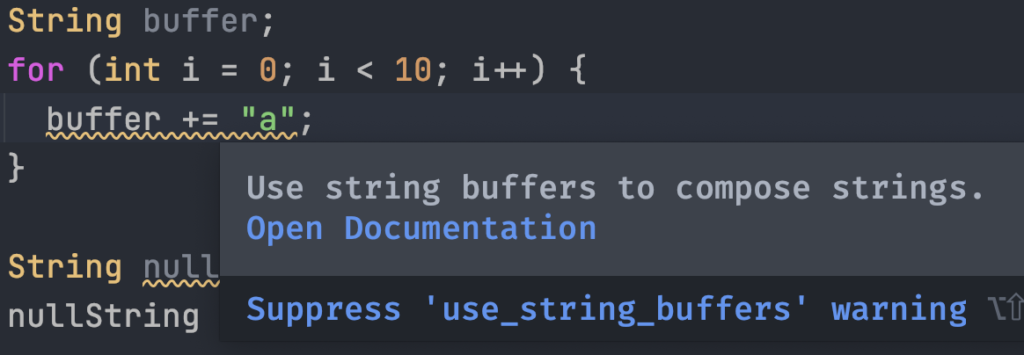 String buffer;
for (int i = 0; i < 10; i++) {
buffer += "a";
}
Use string buffers to compose strings.
Open Documentation
String null
nullString
Suppress 'use_string_buffers' warning ⌥⇧